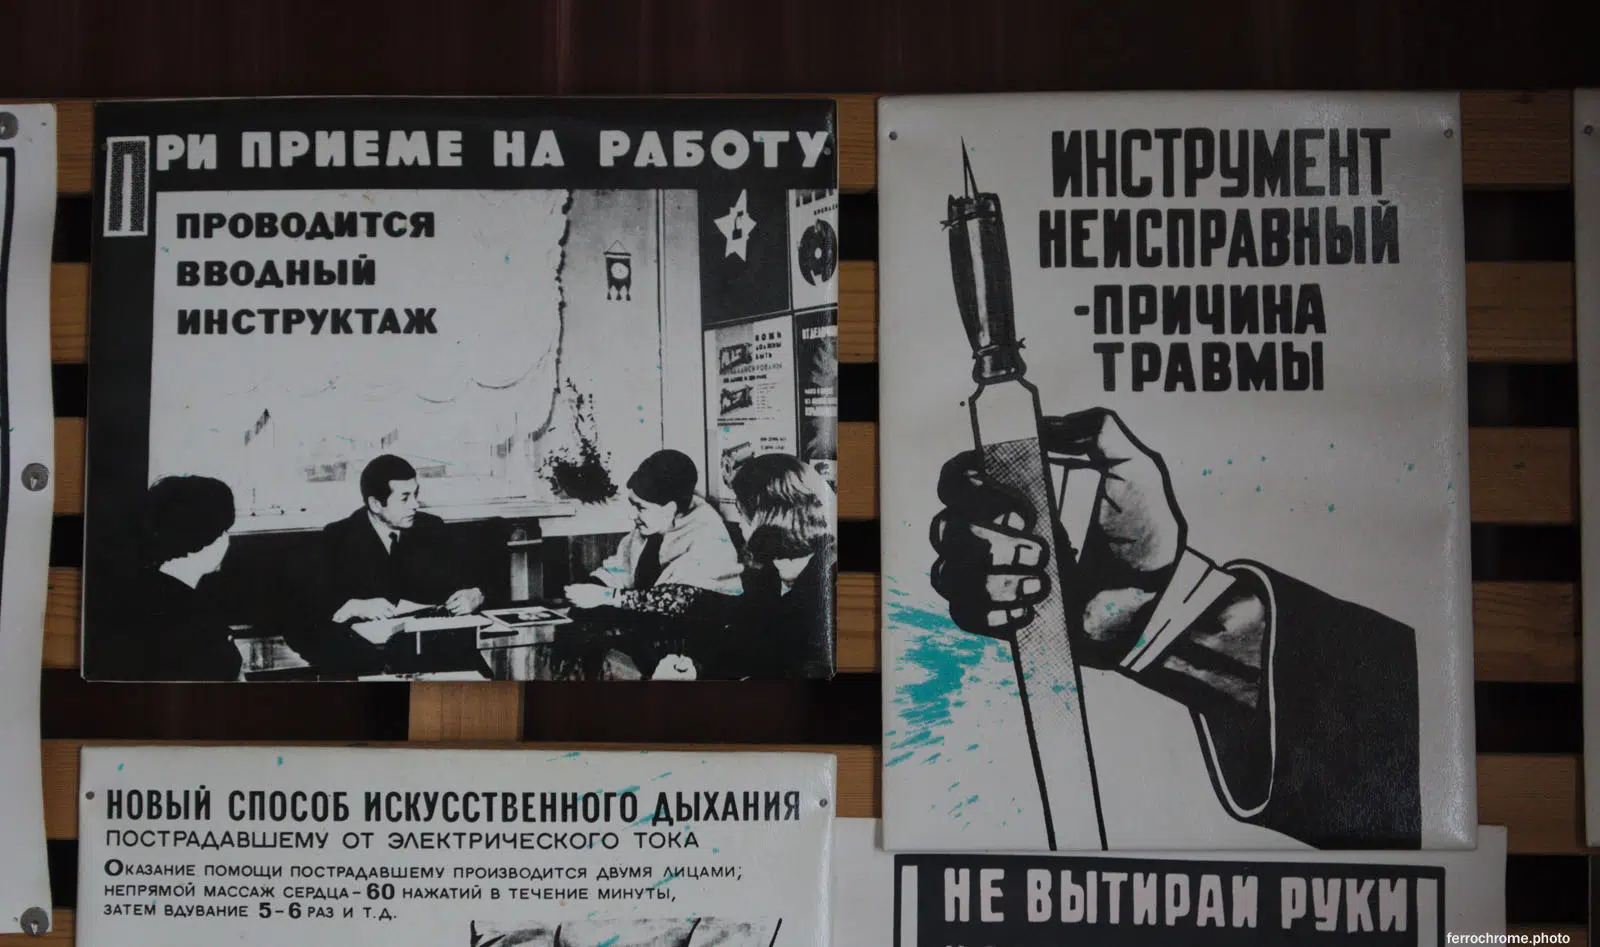 ПРИ ПРИЕМЕ НА РАБОТУ
ПРОВОДИТСЯ
ВВОДНЫЙ
ИНСТРУКТАЖ
ИНСТРУМЕНТ
НЕИСПРАВНЫЙ
-ПРИЧИНА
ТРАВМЫ
НОВЫЙ СПОСОБ ИСКУССТВЕННОГО ДЫХАНИЯ
ПОСТРАДАВШЕМУ ОТ ЭЛЕКТРИЧЕСКОГО ТОКА
ОКАЗАНИЕ ПОМОЩИ ПОСТРАДАВШЕМУ ПРОИЗВОДИТСЯ ДВУМЯ ЛИЦАМИ;
НЕПРЯМОЙ МАССАЖ СЕРДЦА-60 НАЖАТИЙ В ТЕЧЕНИЕ МИНУТЫ,
ЗАТЕМ ВДУВАНИЕ 5-6 РАЗ И Т.Д.
НЕ ВЫТИРАЙ РУКИ
ferrochrome.photo